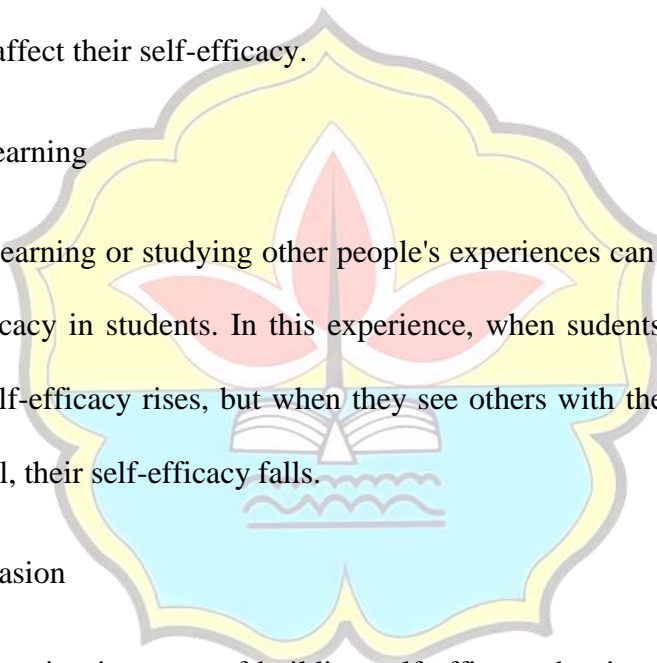 affect their self-efficacy.
earning
earning or studying other people's experiences can
cacy in students. In this experience, when sudents
lf-efficacy rises, but when they see others with the
l, their self-efficacy falls.
asion